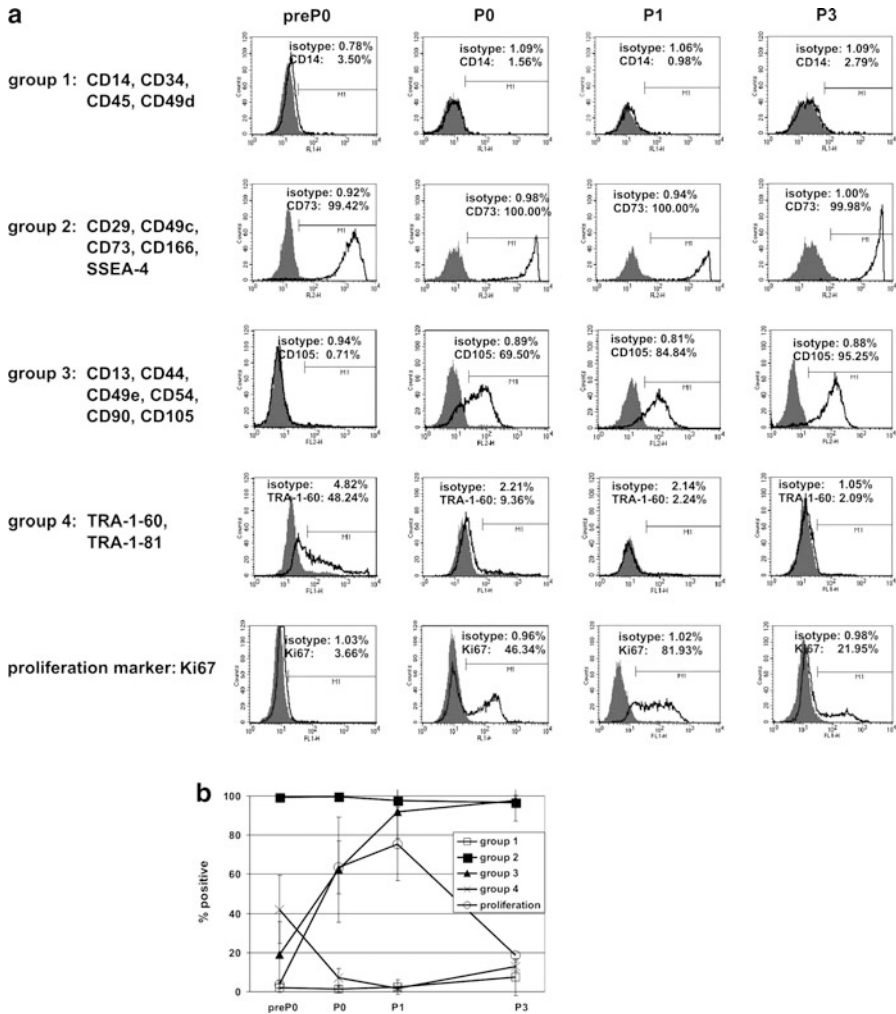 a
preP0 P0 P1 P3
group 1: CD14, CD34,
CD45, CD49d
isotype: 0.78%
CD14: 3.50%
isotype: 1.09%
CD14: 1.56%
isotype: 1.06%
CD14: 0.98%
isotype: 1.09%
CD14: 2.79%
group 2: CD29, CD49c,
CD73, CD166,
SSEA-4
isotype: 0.92%
CD73: 99.42%
isotype: 0.98%
CD73: 100.00%
isotype: 0.94%
CD73: 100.00%
isotype: 1.00%
CD73: 99.98%
group 3: CD13, CD44,
CD49e, CD54,
CD90, CD105
isotype: 0.94%
CD105: 0.71%
isotype: 0.89%
CD105: 69.50%
isotype: 0.81%
CD105: 84.84%
isotype: 0.88%
CD105: 95.25%
group 4: TRA-1-60,
TRA-1-81
isotype: 4.82%
TRA-1-60: 48.24%
isotype: 2.21%
TRA-1-60: 9.36%
isotype: 2.14%
TRA-1-60: 2.24%
isotype: 1.05%
TRA-1-60: 2.09%
proliferation marker: Ki67
isotype: 1.03%
Ki67: 3.66%
isotype: 0.96%
Ki67: 46.34%
isotype: 1.02%
Ki67: 81.93%
isotype: 0.98%
Ki67: 21.95%
b
% positive
100
80
60
40
20
0
group 1
group 2
group 3
group 4
proliferation
preP0 P0 P1 P3